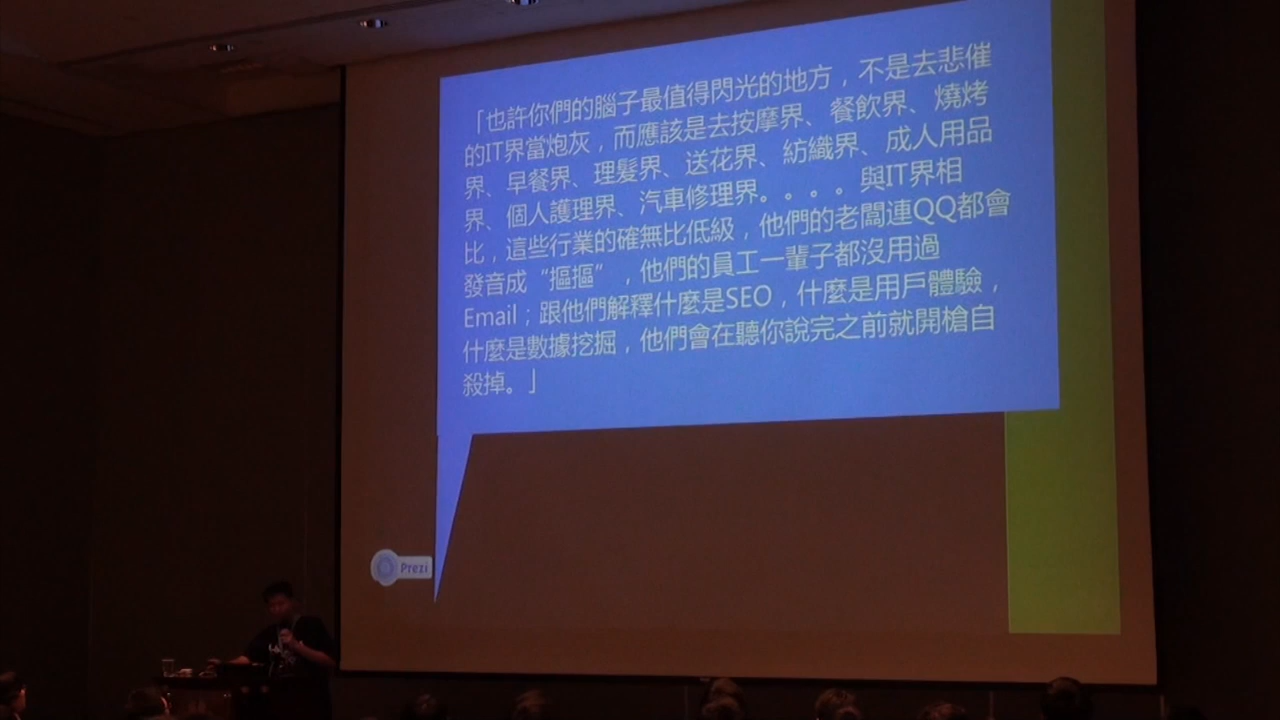 「也許你們的腦子最值得閃光的地方，不是去悲催
的IT界當炮灰，而應該是去按摩界、餐飲界、燒烤
界、早餐界、理髮界、送花界、紡織界、成人用品
界、個人護理界、汽車修理界。。。。與IT界相
比，這些行業的確無比低級，他們的老闆連QQ都會
發音成“摳摳”，他們的員工一輩子都沒用過
Email；跟他們解釋什麼是SEO，什麼是用戶體驗，
什麼是數據挖掘，他們會在聽你說完之前就開槍自
殺掉。」
Prezi